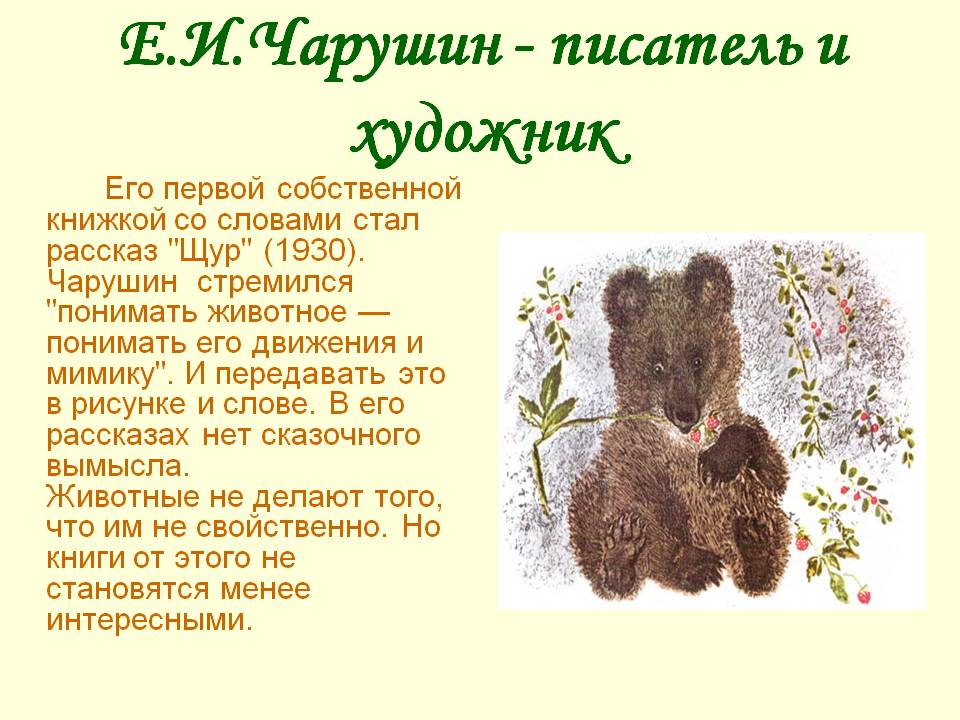 Е.И.Чарушин - писатель и
художник
Его первой собственной
книжкой со словами стал
рассказ "Щур" (1930).
Чарушин стремился
"понимать животное —
понимать его движения и
мимику". И передавать это
в рисунке и слове. В его
рассказах нет сказочного
вымысла.
Животные не делают того,
что им не свойственно. Но
книги от этого не
становятся менее
интересными.